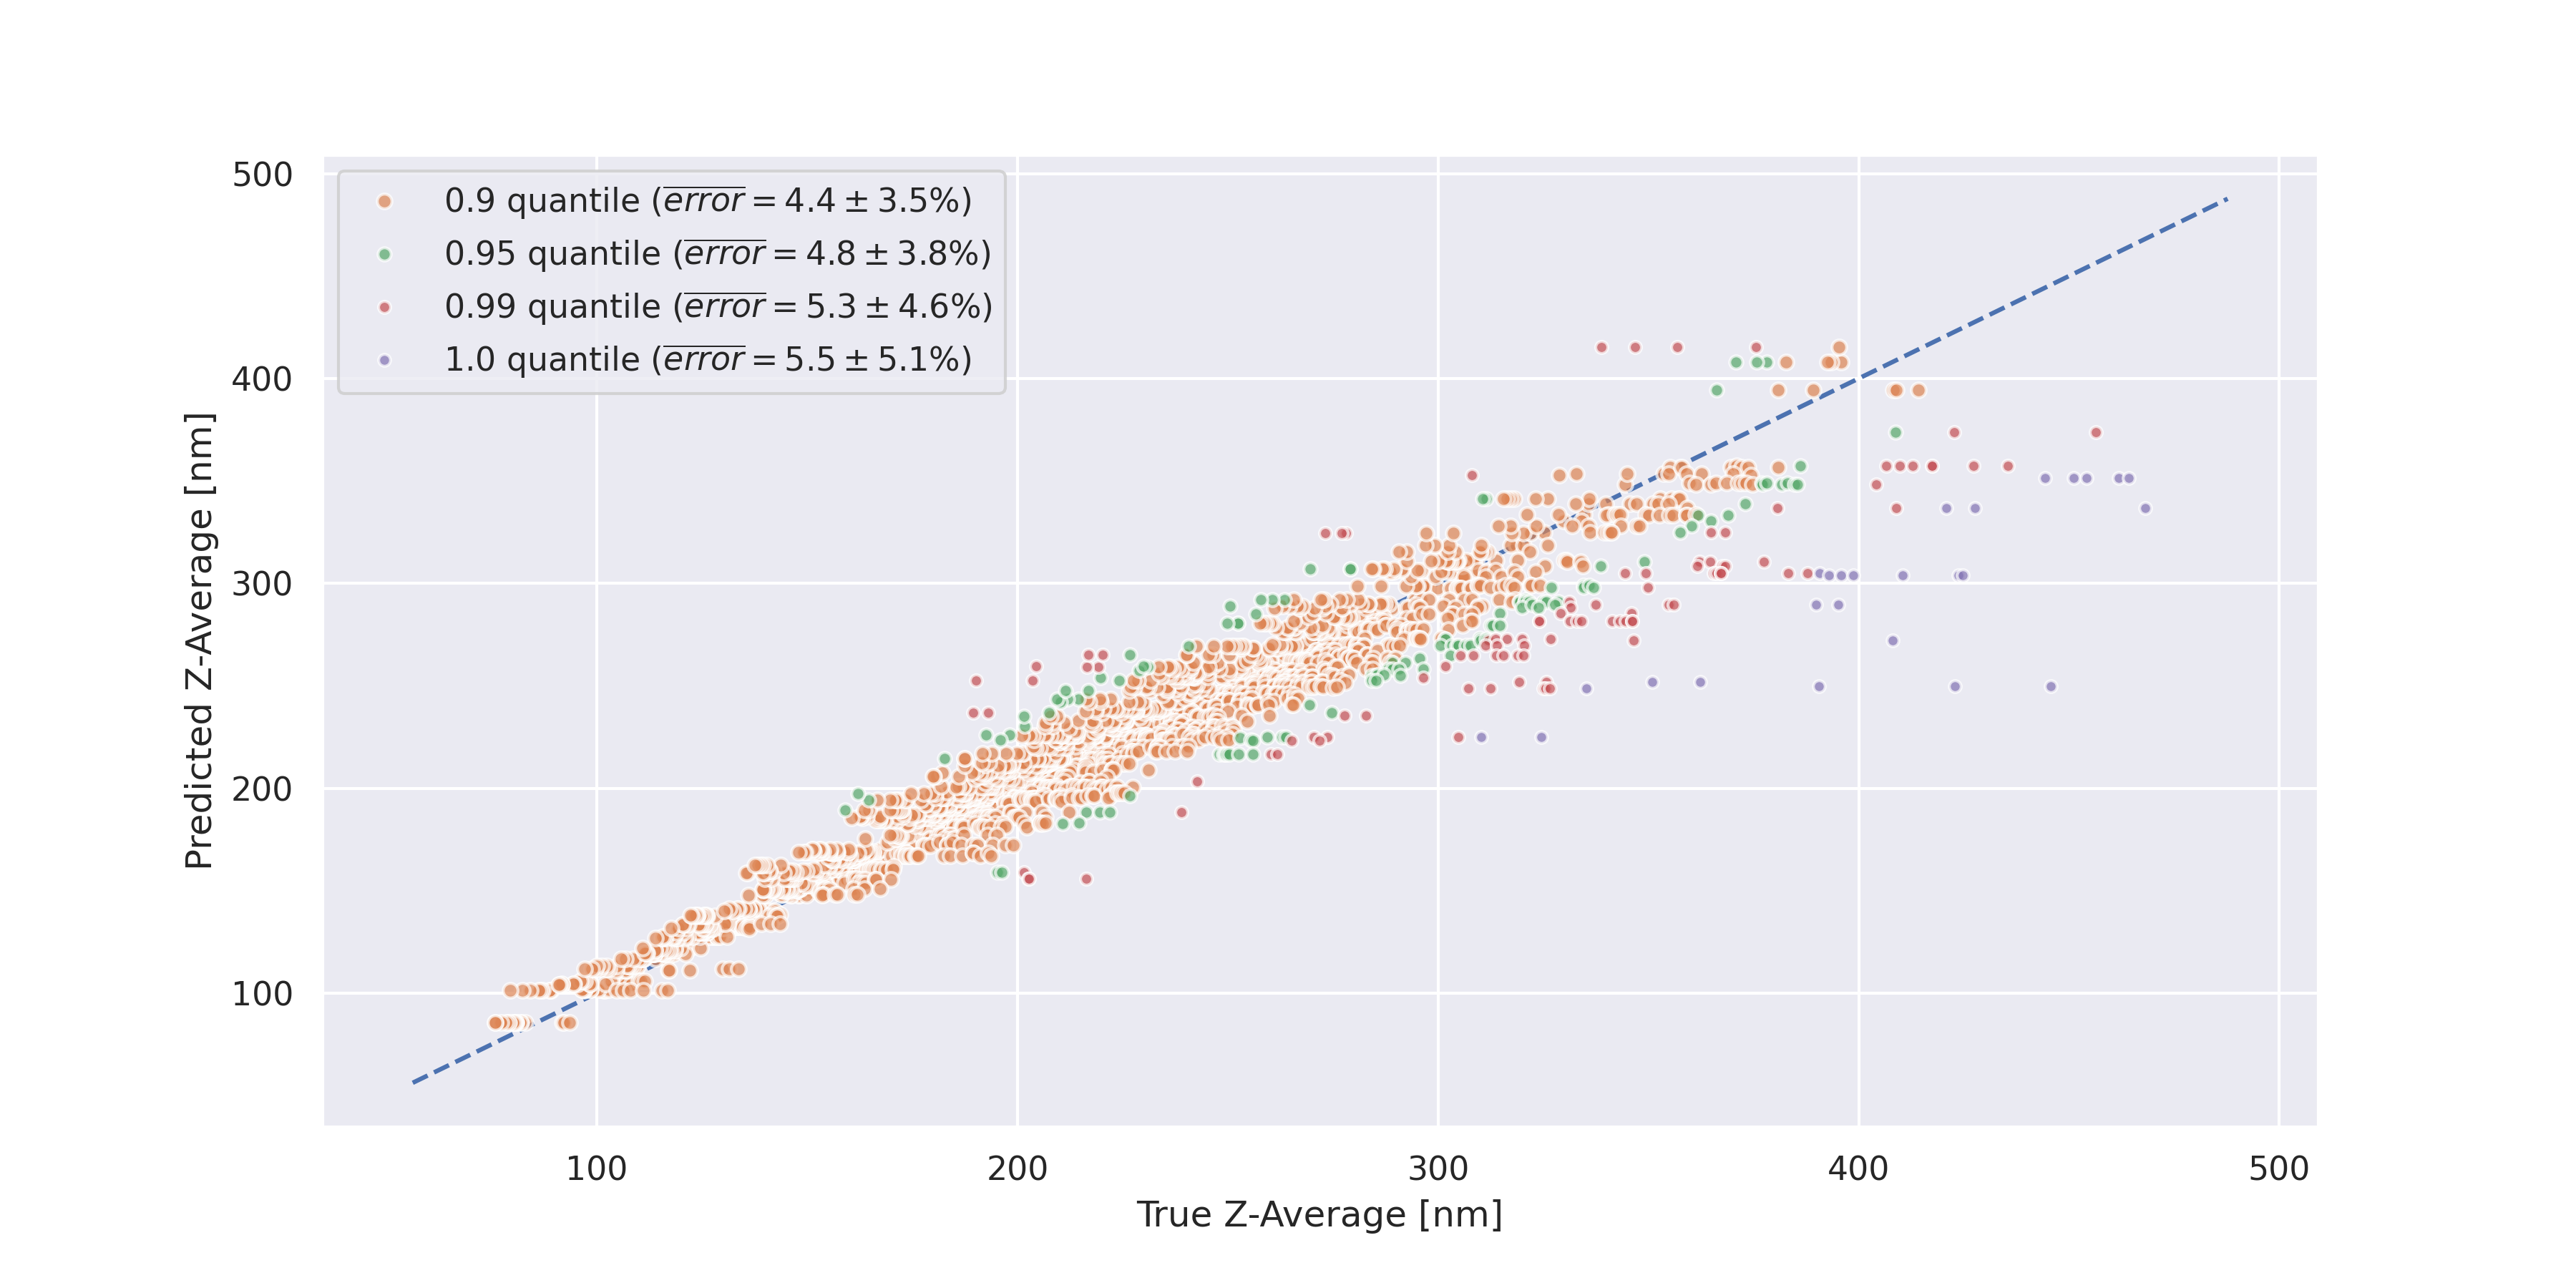 500
400
300
200
100
Predicted Z-Average [nm]
0.9 quantile (error = 4.4 ± 3.5%)
0.95 quantile (error = 4.8 ± 3.8%)
0.99 quantile (error = 5.3 ± 4.6%)
1.0 quantile (error = 5.5 ± 5.1%)
100 200 300 400 500
True Z-Average [nm]